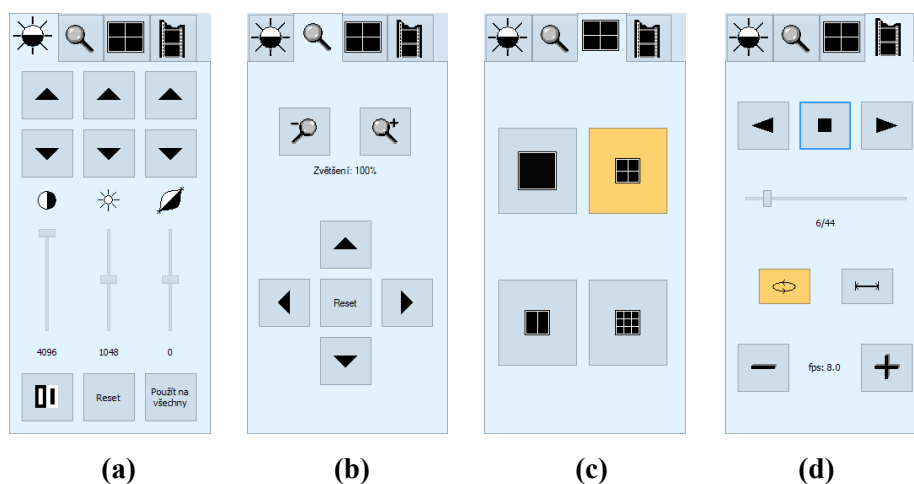 4096
1048
0
Reset
Použít na
všechny
Zvětšení: 100%
Reset
6/44
fps: 8.0
(a)
(b)
(c)
(d)